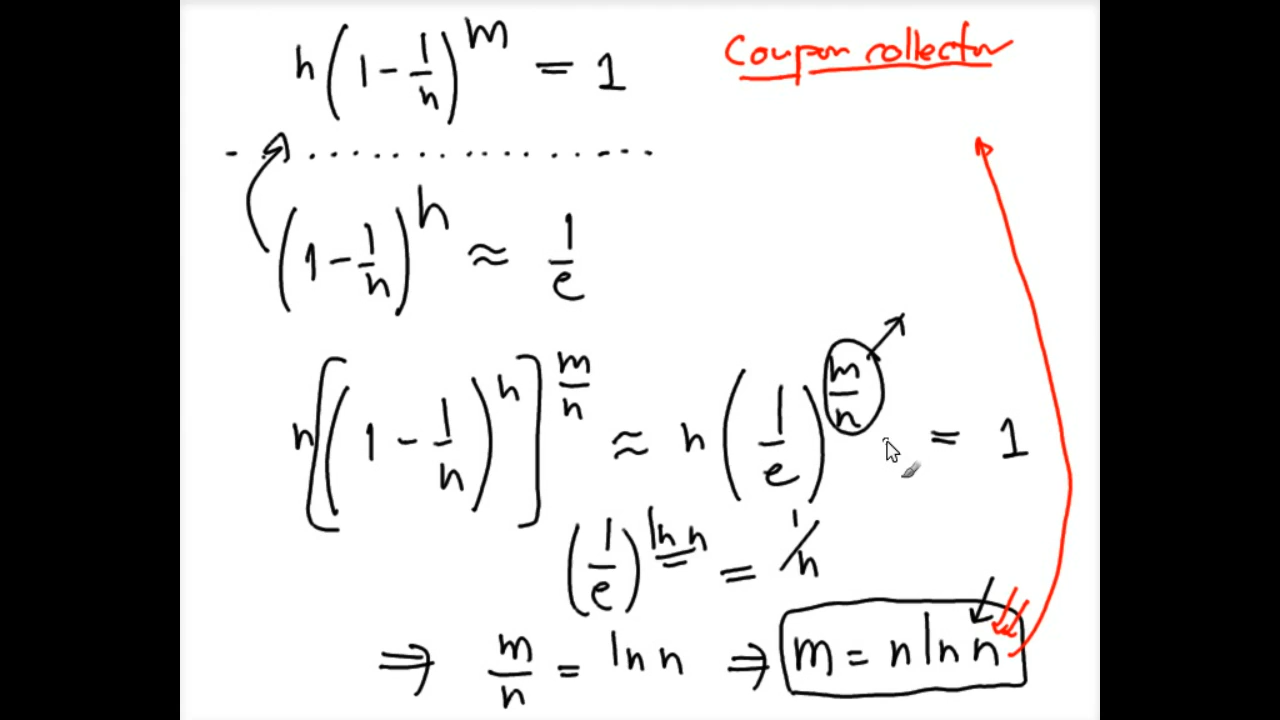 n(1 - 1/n)^m = 1
Coupon collector
(1 - 1/n)^n ≈ 1/e
n[(1 - 1/n)^n]^(m/n) ≈ n(1/e)^(m/n) = 1
(1/e)^(ln n) = 1/n
⇒ m/n = ln n ⇒ m = n ln n